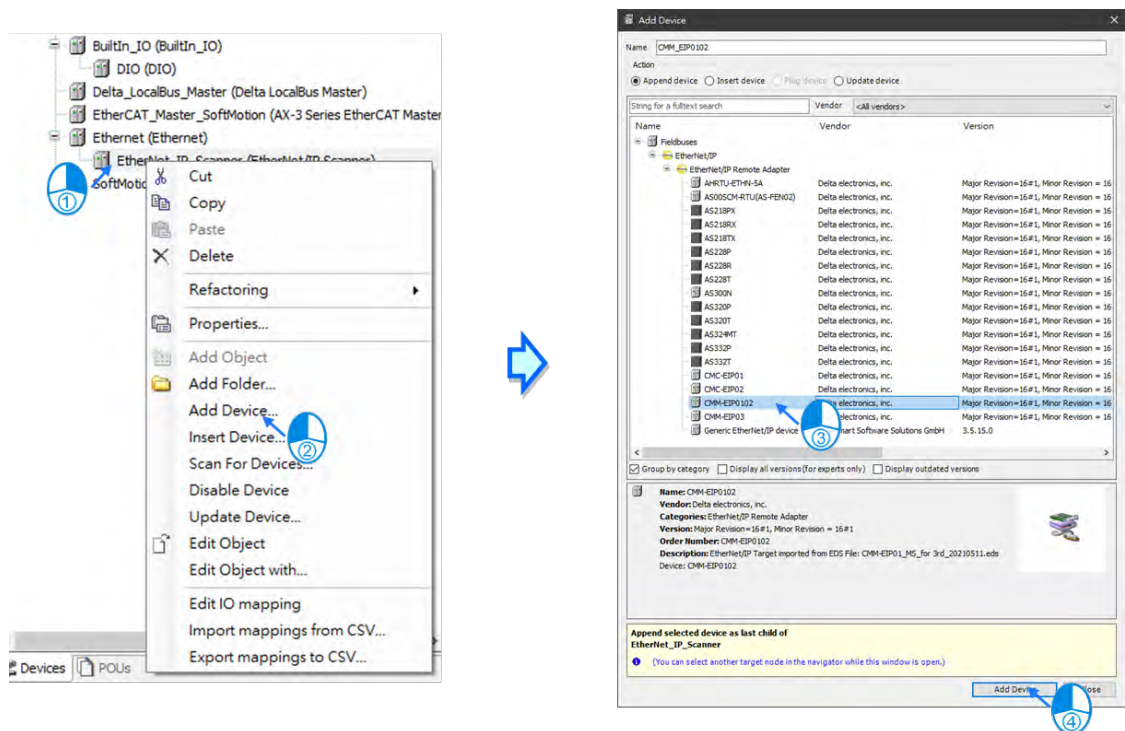 BuiltIn_IO (BuiltIn_IO)
DIO (DIO)
Delta_LocalBus_Master (Delta LocalBus Master)
EtherCAT_Master_SoftMotion (AX-3 Series EtherCAT Master
Ethernet (Ethernet)
EtherNet_IP_Scanner (EtherNet/IP Scanner)
SoftMotio
①
Cut
Copy
Paste
Delete
Refactoring
Properties...
Add Object
Add Folder...
Add Device...
Insert Device...
②
Scan For Devices...
Disable Device
Update Device...
Edit Object
Edit Object with...
Edit IO mapping
Import mappings from CSV...
Export mappings to CSV...
Devices POUs
Add Device
Name CMM_EIP0102
Action
Append device Insert device Plug device Update device
String for a fulltext search Vendor <All vendors>
Name Vendor Version
Fieldbuses
EtherNet/IP
EtherNet/IP Remote Adapter
AHRTU-ETHN-5A Delta electronics, inc. Major Revision=16#1, Minor Revision = 16
AS00SCM-RTU(AS-FEN02) Delta electronics, inc. Major Revision=16#1, Minor Revision = 16
AS218PX Delta electronics, inc. Major Revision=16#1, Minor Revision = 16
AS218RX Delta electronics, inc. Major Revision=16#1, Minor Revision = 16
AS218TX Delta electronics, inc. Major Revision=16#1, Minor Revision = 16
AS228P Delta electronics, inc. Major Revision=16#1, Minor Revision = 16
AS228R Delta electronics, inc. Major Revision=16#1, Minor Revision = 16
AS228T Delta electronics, inc. Major Revision=16#1, Minor Revision = 16
AS300N Delta electronics, inc. Major Revision=16#1, Minor Revision = 16
AS320P Delta electronics, inc. Major Revision=16#1, Minor Revision = 16
AS320T Delta electronics, inc. Major Revision=16#1, Minor Revision = 16
AS324MT Delta electronics, inc. Major Revision=16#1, Minor Revision = 16
AS332P Delta electronics, inc. Major Revision=16#1, Minor Revision = 16
AS332T Delta electronics, inc. Major Revision=16#1, Minor Revision = 16
CMC-EIP01 Delta electronics, inc. Major Revision=16#1, Minor Revision = 16
CMC-EIP02 Delta electronics, inc. Major Revision=16#1, Minor Revision = 16
CMM-EIP0102 electronics, inc. Major Revision=16#1, Minor Revision = 16
CMM-EIP03 electronics, inc. Major Revision=16#1, Minor Revision = 16
③
Generic EtherNet/IP device mart Software Solutions GmbH 3.5.15.0
Group by category Display all versions(for experts only) Display outdated versions
Name: CMM-EIP0102
Vendor: Delta electronics, inc.
Categories: EtherNet/IP Remote Adapter
Version: Major Revision=16#1, Minor Revision = 16#1
Order Number: CMM-EIP0102
Description: EtherNet/IP Target imported from EDS File: CMM-EIP01_MS_for 3rd_20210511.eds
Device: CMM-EIP0102
Append selected device as last child of
EtherNet_IP_Scanner
(You can select another target node in the navigator while this window is open.)
Add Device Close
④